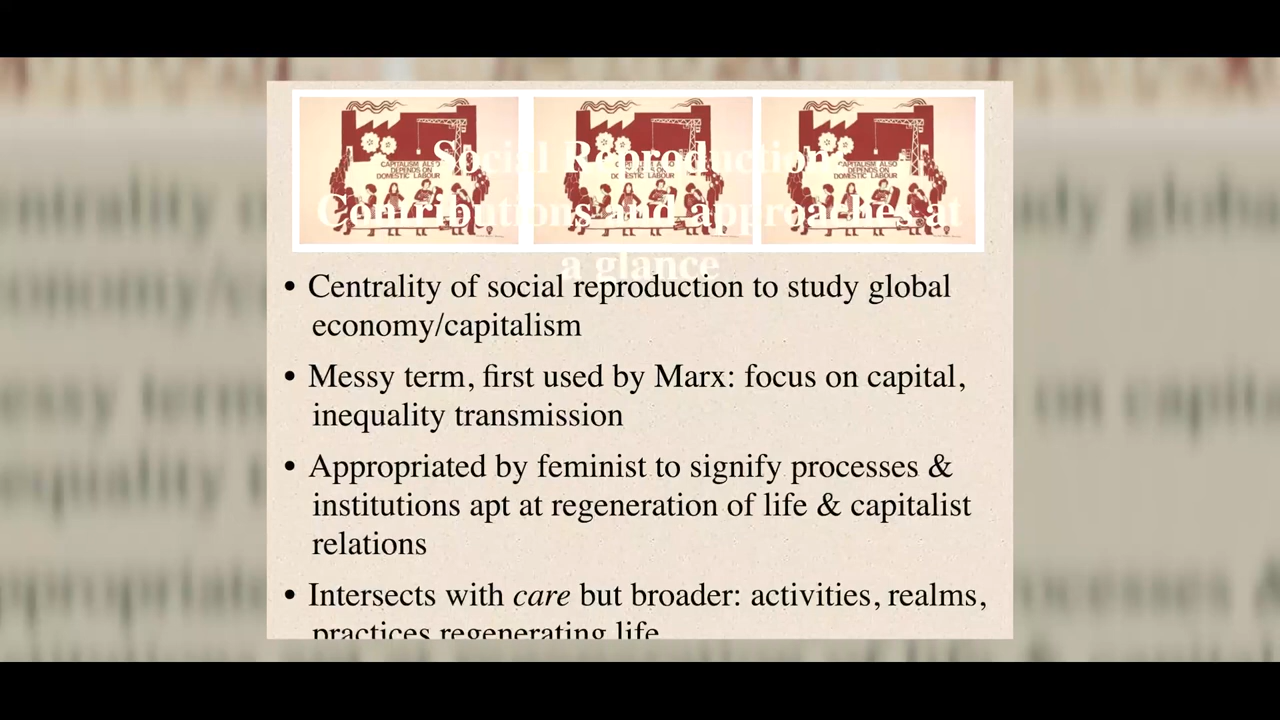 CAPITALISM ALSO
DEPENDS ON
DOMESTIC LABOUR
CAPITALISM ALSO
DEPENDS ON
DOMESTIC LABOUR
CAPITALISM ALSO
DEPENDS ON
DOMESTIC LABOUR
Social Reproduction
Contributions and approaches at
a glance
• Centrality of social reproduction to study global
economy/capitalism
• Messy term, first used by Marx: focus on capital,
inequality transmission
• Appropriated by feminist to signify processes &
institutions apt at regeneration of life & capitalist
relations
• Intersects with care but broader: activities, realms,
practices regenerating life